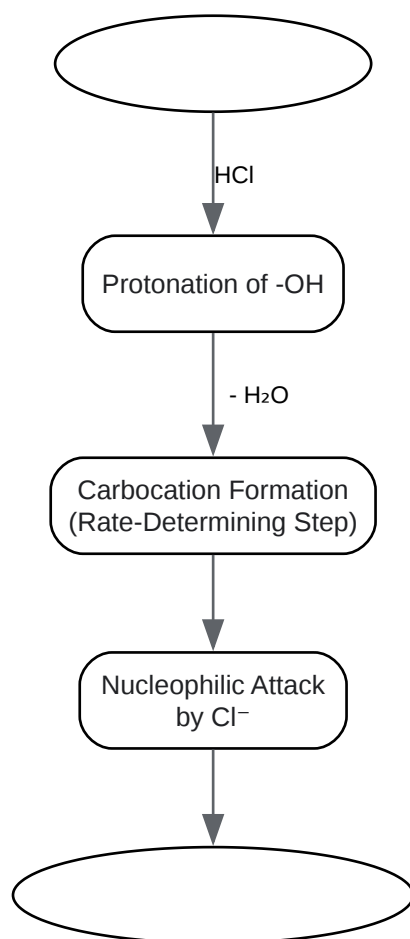 HCl
Protonation of -OH
- H₂O
Carbocation Formation
(Rate-Determining Step)
Nucleophilic Attack
by Cl⁻